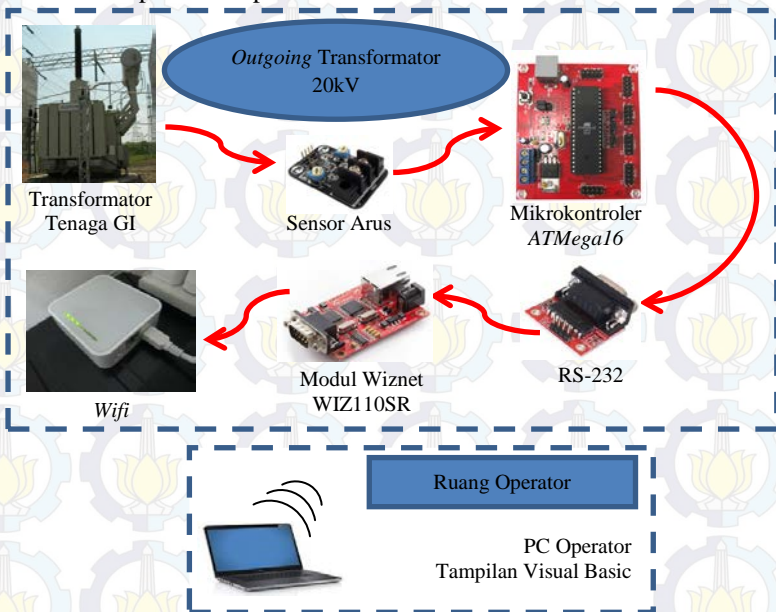 Outgoing Transformator
20kV
Transformator
Tenaga GI
Sensor Arus
Mikrokontroler
ATMega16
Wifi
Modul Wiznet
WIZ110SR
RS-232
Ruang Operator
PC Operator
Tampilan Visual Basic